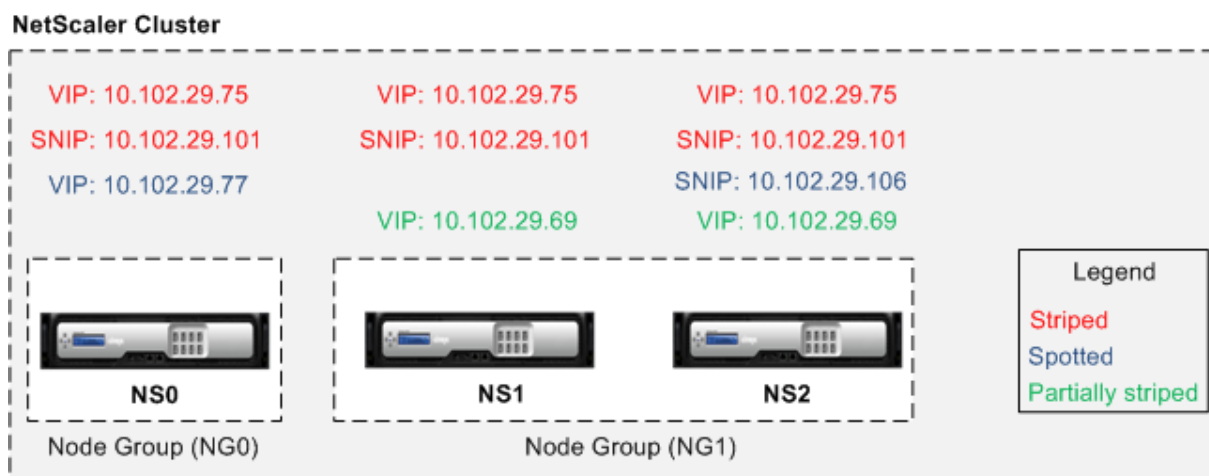 NetScaler Cluster
VIP: 10.102.29.75
VIP: 10.102.29.75
VIP: 10.102.29.75
SNIP: 10.102.29.101
SNIP: 10.102.29.101
SNIP: 10.102.29.101
VIP: 10.102.29.77
SNIP: 10.102.29.106
VIP: 10.102.29.69
VIP: 10.102.29.69
NS0
NS1
NS2
Node Group (NG0)
Node Group (NG1)
Legend
Striped
Spotted
Partially striped